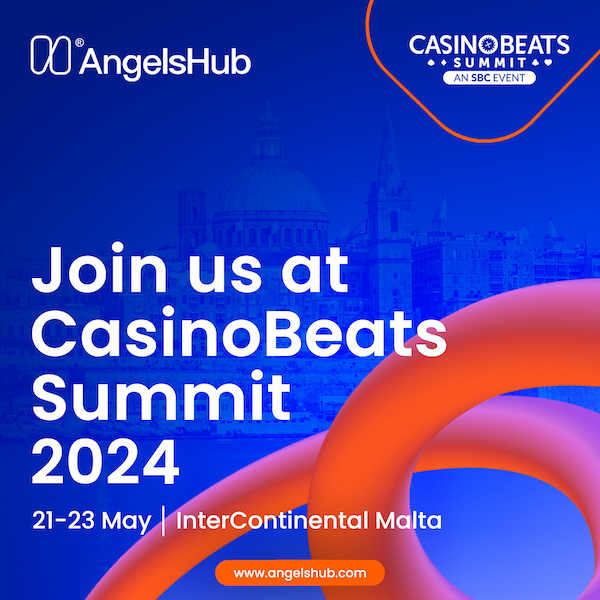 ® AngelsHub
CASINOBEATS
SUMMIT
AN SBC EVENT
Join us at
CasinoBeats
Summit
2024
21-23 May | InterContinental Malta
www.angelshub.com